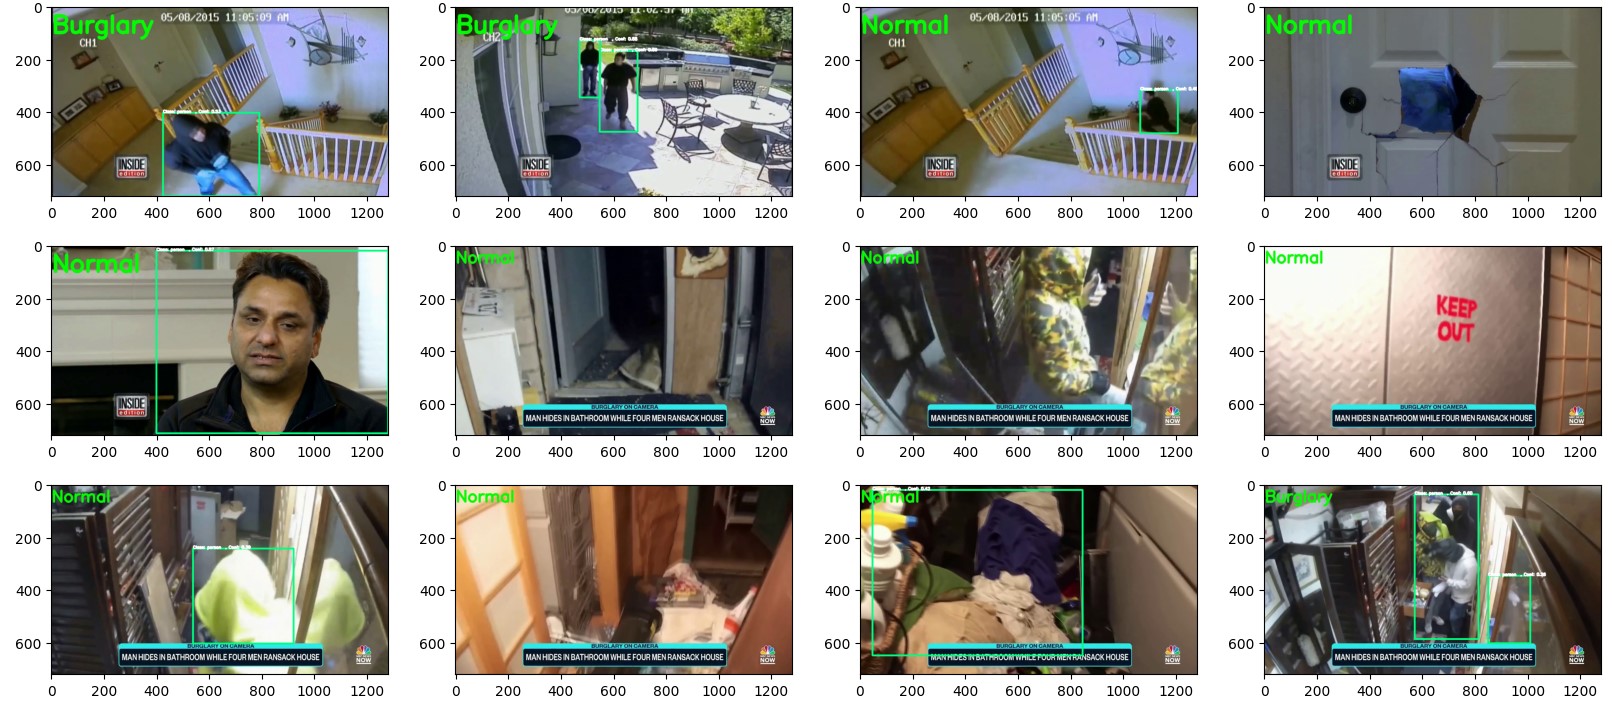 Burglary
05/08/2015 11:05:09 AM
CH1
INSIDE
edition
0
200
400
600
0 200 400 600 800 1000 1200
Burglary
CH2
INSIDE
edition
0
200
400
600
0 200 400 600 800 1000 1200
Normal
05/08/2015 11:05:05 AM
CH1
INSIDE
edition
0
200
400
600
0 200 400 600 800 1000 1200
Normal
INSIDE
edition
0
200
400
600
0 200 400 600 800 1000 1200
Normal
INSIDE
edition
0
200
400
600
0 200 400 600 800 1000 1200
Normal
BURGLARY ON CAMERA
MAN HIDES IN BATHROOM WHILE FOUR MEN RANSACK HOUSE
NOW
0
200
400
600
0 200 400 600 800 1000 1200
Normal
BURGLARY ON CAMERA
MAN HIDES IN BATHROOM WHILE FOUR MEN RANSACK HOUSE
NOW
0
200
400
600
0 200 400 600 800 1000 1200
Normal
KEEP
OUT
BURGLARY ON CAMERA
MAN HIDES IN BATHROOM WHILE FOUR MEN RANSACK HOUSE
NOW
0
200
400
600
0 200 400 600 800 1000 1200
Normal
BURGLARY ON CAMERA
MAN HIDES IN BATHROOM WHILE FOUR MEN RANSACK HOUSE
NOW
0
200
400
600
0 200 400 600 800 1000 1200
Normal
BURGLARY ON CAMERA
MAN HIDES IN BATHROOM WHILE FOUR MEN RANSACK HOUSE
NOW
0
200
400
600
0 200 400 600 800 1000 1200
Normal
BURGLARY ON CAMERA
MAN HIDES IN BATHROOM WHILE FOUR MEN RANSACK HOUSE
NOW
0
200
400
600
0 200 400 600 800 1000 1200
Burglary
BURGLARY ON CAMERA
MAN HIDES IN BATHROOM WHILE FOUR MEN RANSACK HOUSE
NOW
0
200
400
600
0 200 400 600 800 1000 1200